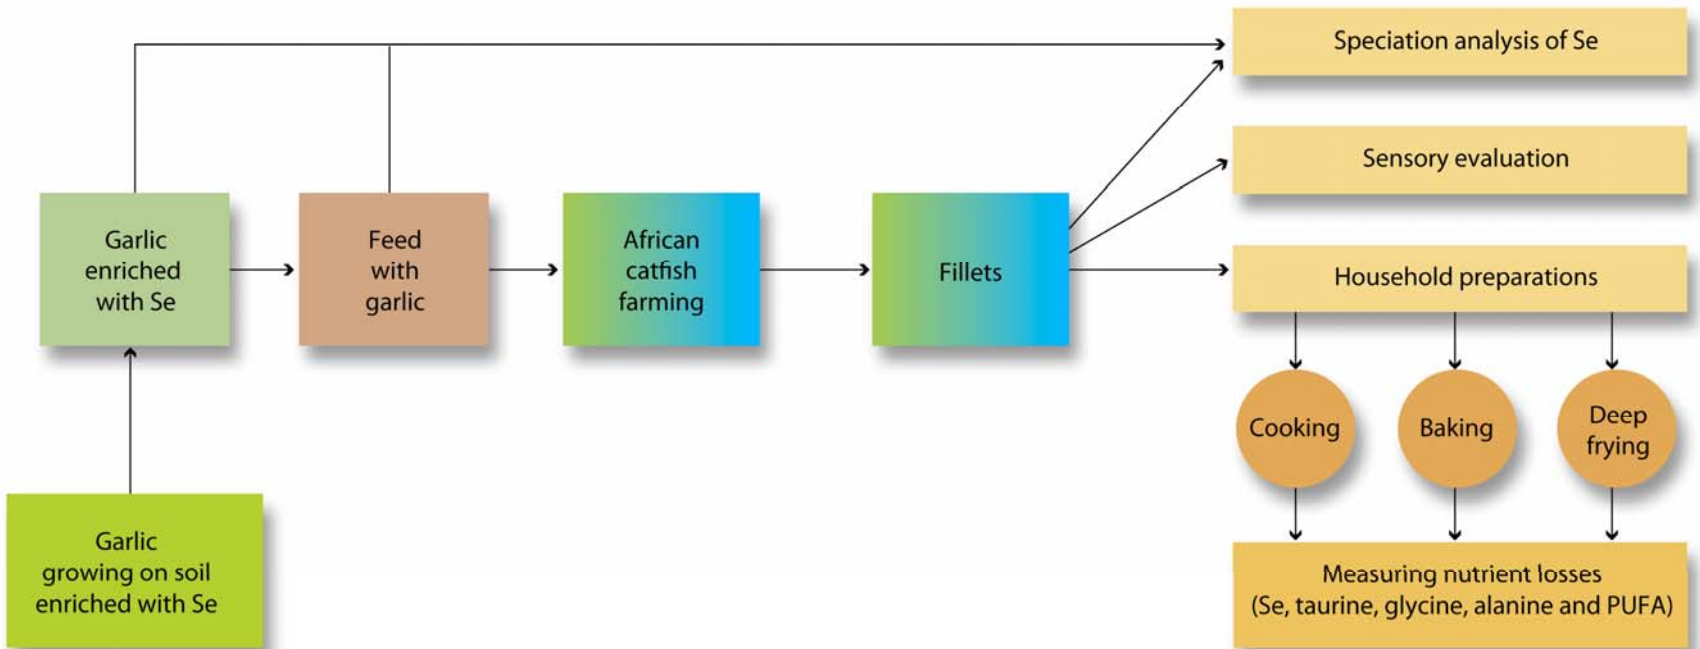 Speciation analysis of Se
Sensory evaluation
Garlic
enriched
with Se
Feed
with
garlic
African
catfish
farming
Fillets
Household preparations
Cooking
Baking
Deep
frying
Garlic
growing on soil
enriched with Se
Measuring nutrient losses
(Se, taurine, glycine, alanine and PUFA)